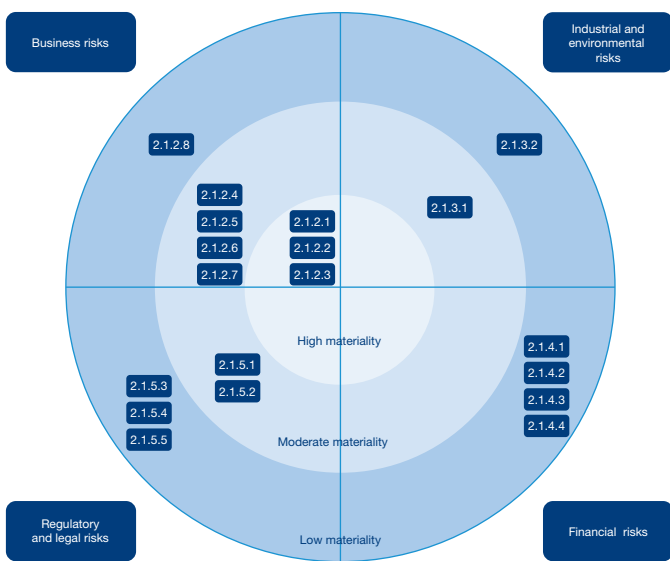 Business risks
Industrial and
environmental
risks
2.1.2.8
2.1.3.2
2.1.2.4
2.1.2.5
2.1.2.6
2.1.2.7
2.1.2.1
2.1.2.2
2.1.2.3
2.1.3.1
High materiality
2.1.5.1
2.1.5.2
2.1.5.3
2.1.5.4
2.1.5.5
2.1.4.1
2.1.4.2
2.1.4.3
2.1.4.4
Moderate materiality
Regulatory
and legal risks
Low materiality
Financial risks